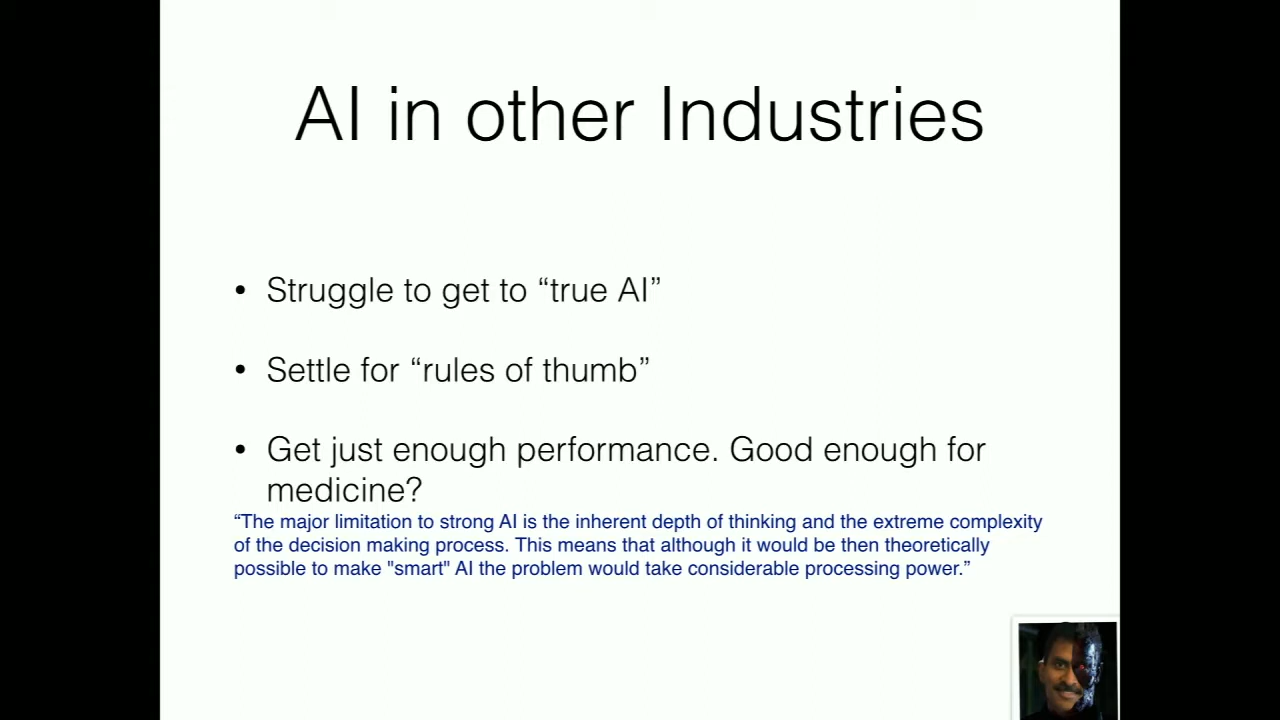 AI in other Industries
• Struggle to get to “true AI”
• Settle for “rules of thumb”
• Get just enough performance. Good enough for
medicine?
“The major limitation to strong AI is the inherent depth of thinking and the extreme complexity
of the decision making process. This means that although it would be then theoretically
possible to make "smart" AI the problem would take considerable processing power.”